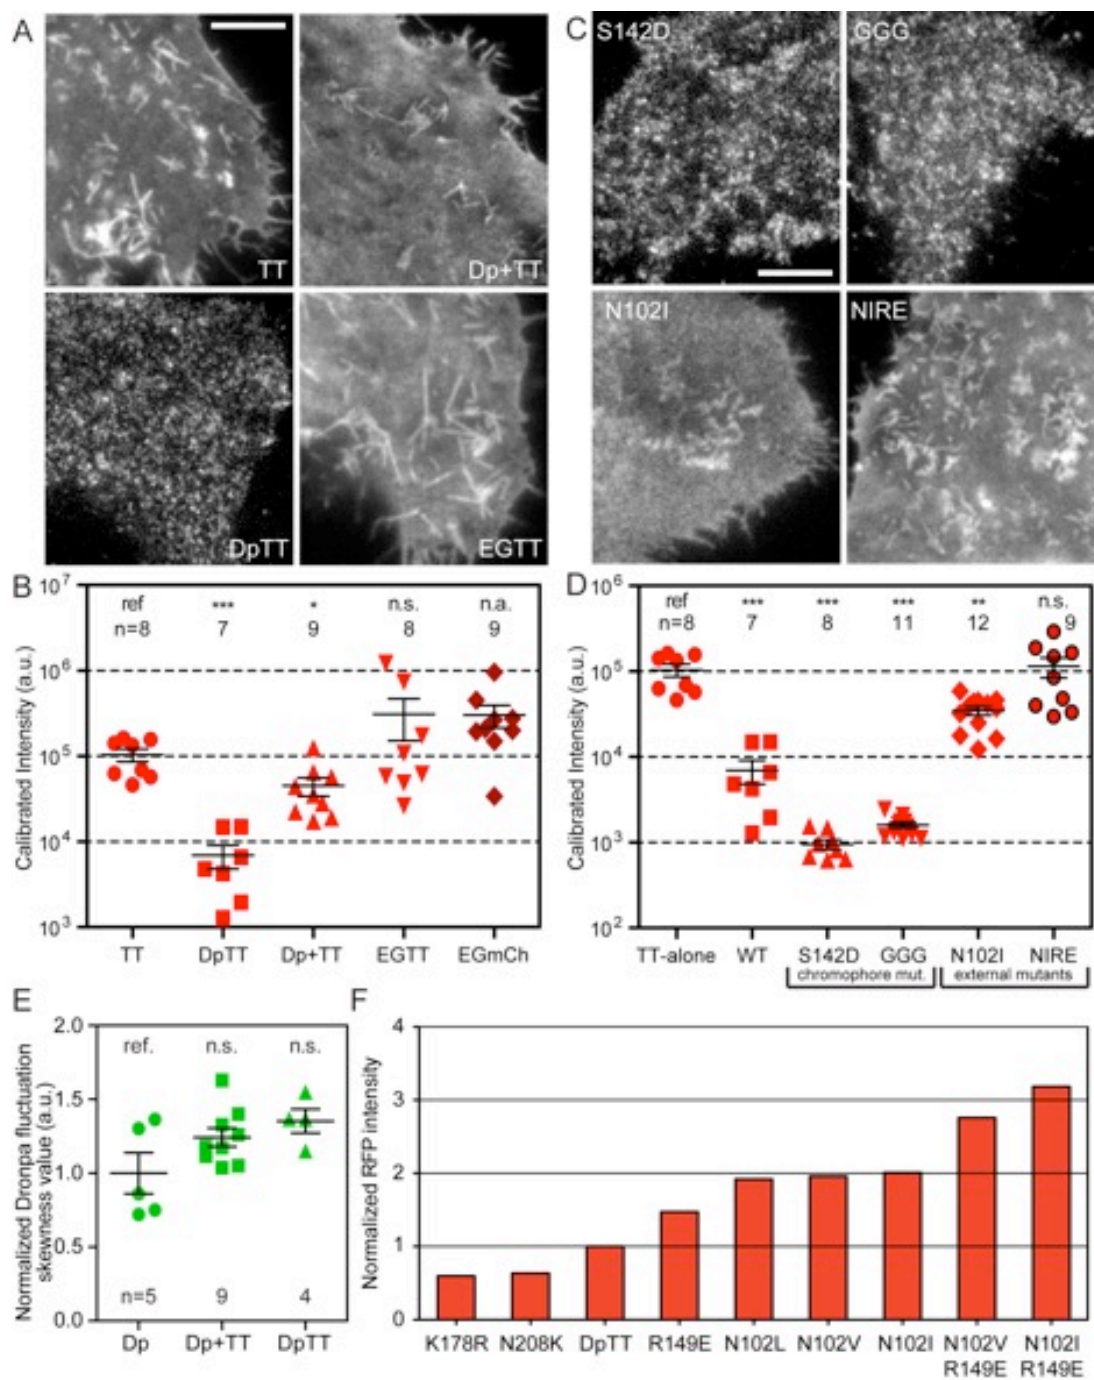 A
TT
Dp+TT
DpTT
EGTT
C
S142D
GGG
N102I
NIRE
B
Calibrated Intensity (a.u.)
10^7
10^6
10^5
10^4
10^3
ref *** * n.s. n.a.
n=8 7 9 8 9
TT DpTT Dp+TT EGTT EGmCh
D
Calibrated Intensity (a.u.)
10^6
10^5
10^4
10^3
10^2
ref *** *** *** ** n.s.
n=8 7 8 11 12 9
TT-alone WT S142D GGG N102I NIRE
chromophore mut. external mutants
E
Normalized Dronpa fluctuation
skewness value (a.u.)
2.0
1.5
1.0
0.5
0.0
ref. n.s. n.s.
n=5 9 4
Dp Dp+TT DpTT
F
Normalized RFP intensity
4
3
2
1
0
K178R N208K DpTT R149E N102L N102V N102I N102V N102I
R149E R149E